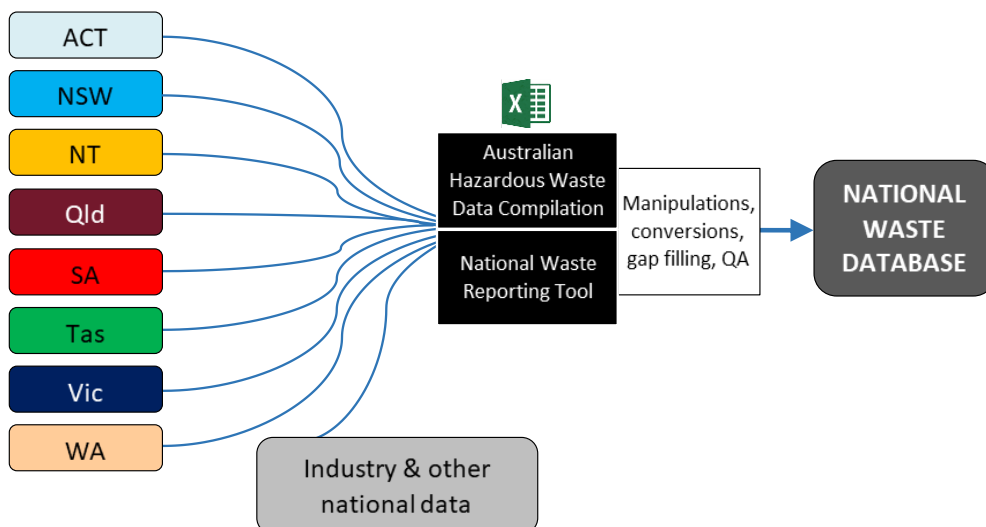 ACT
NSW
NT
Qld
SA
Tas
Vic
WA
Industry & other
national data
X
Australian
Hazardous Waste
Data Compilation
National Waste
Reporting Tool
Manipulations,
conversions,
gap filling, QA
NATIONAL
WASTE
DATABASE